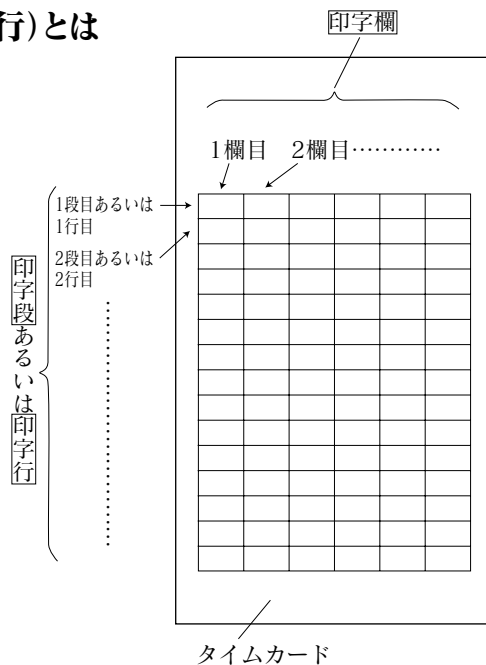 行)とは
印字欄
1欄目 2欄目…………
1段目あるいは
1行目
2段目あるいは
2行目
印字段あるいは印字行
タイムカード